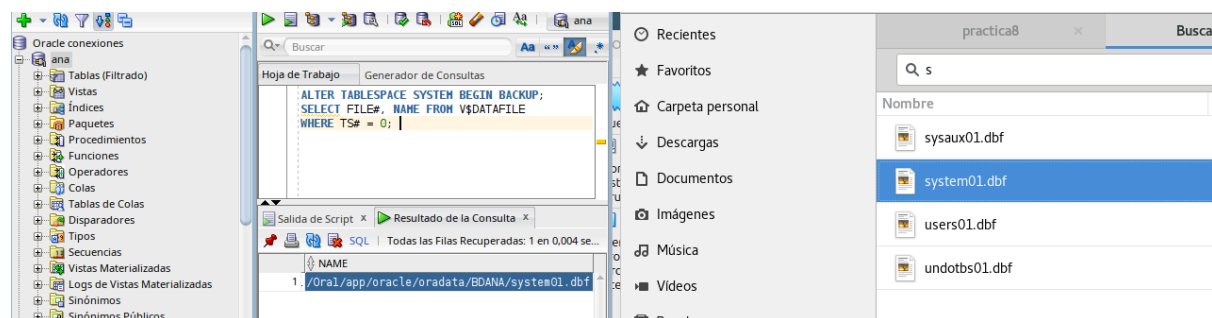 ana
Oracle conexiones
ana
Tablas (Filtrado)
Vistas
Índices
Paquetes
Procedimientos
Funciones
Operadores
Colas
Tablas de Colas
Disparadores
Tipos
Secuencias
Vistas Materializadas
Logs de Vistas Materializadas
Sinónimos
Sinónimos Públicos
Buscar
Aa “”
.*
Hoja de Trabajo Generador de Consultas
ALTER TABLESPACE SYSTEM BEGIN BACKUP;
SELECT FILE#, NAME FROM V$DATAFILE
WHERE TS# = 0;
Salida de Script x Resultado de la Consulta x
SQL | Todas las Filas Recuperadas: 1 en 0,004 se...
NAME
1 /Ora1/app/oracle/oradata/BDANA/system01.dbf
Recientes
Favoritos
Carpeta personal
Descargas
Documentos
Imágenes
Música
Vídeos
practica8 × Busca
s
Nombre
sysaux01.dbf
system01.dbf
users01.dbf
undotbs01.dbf